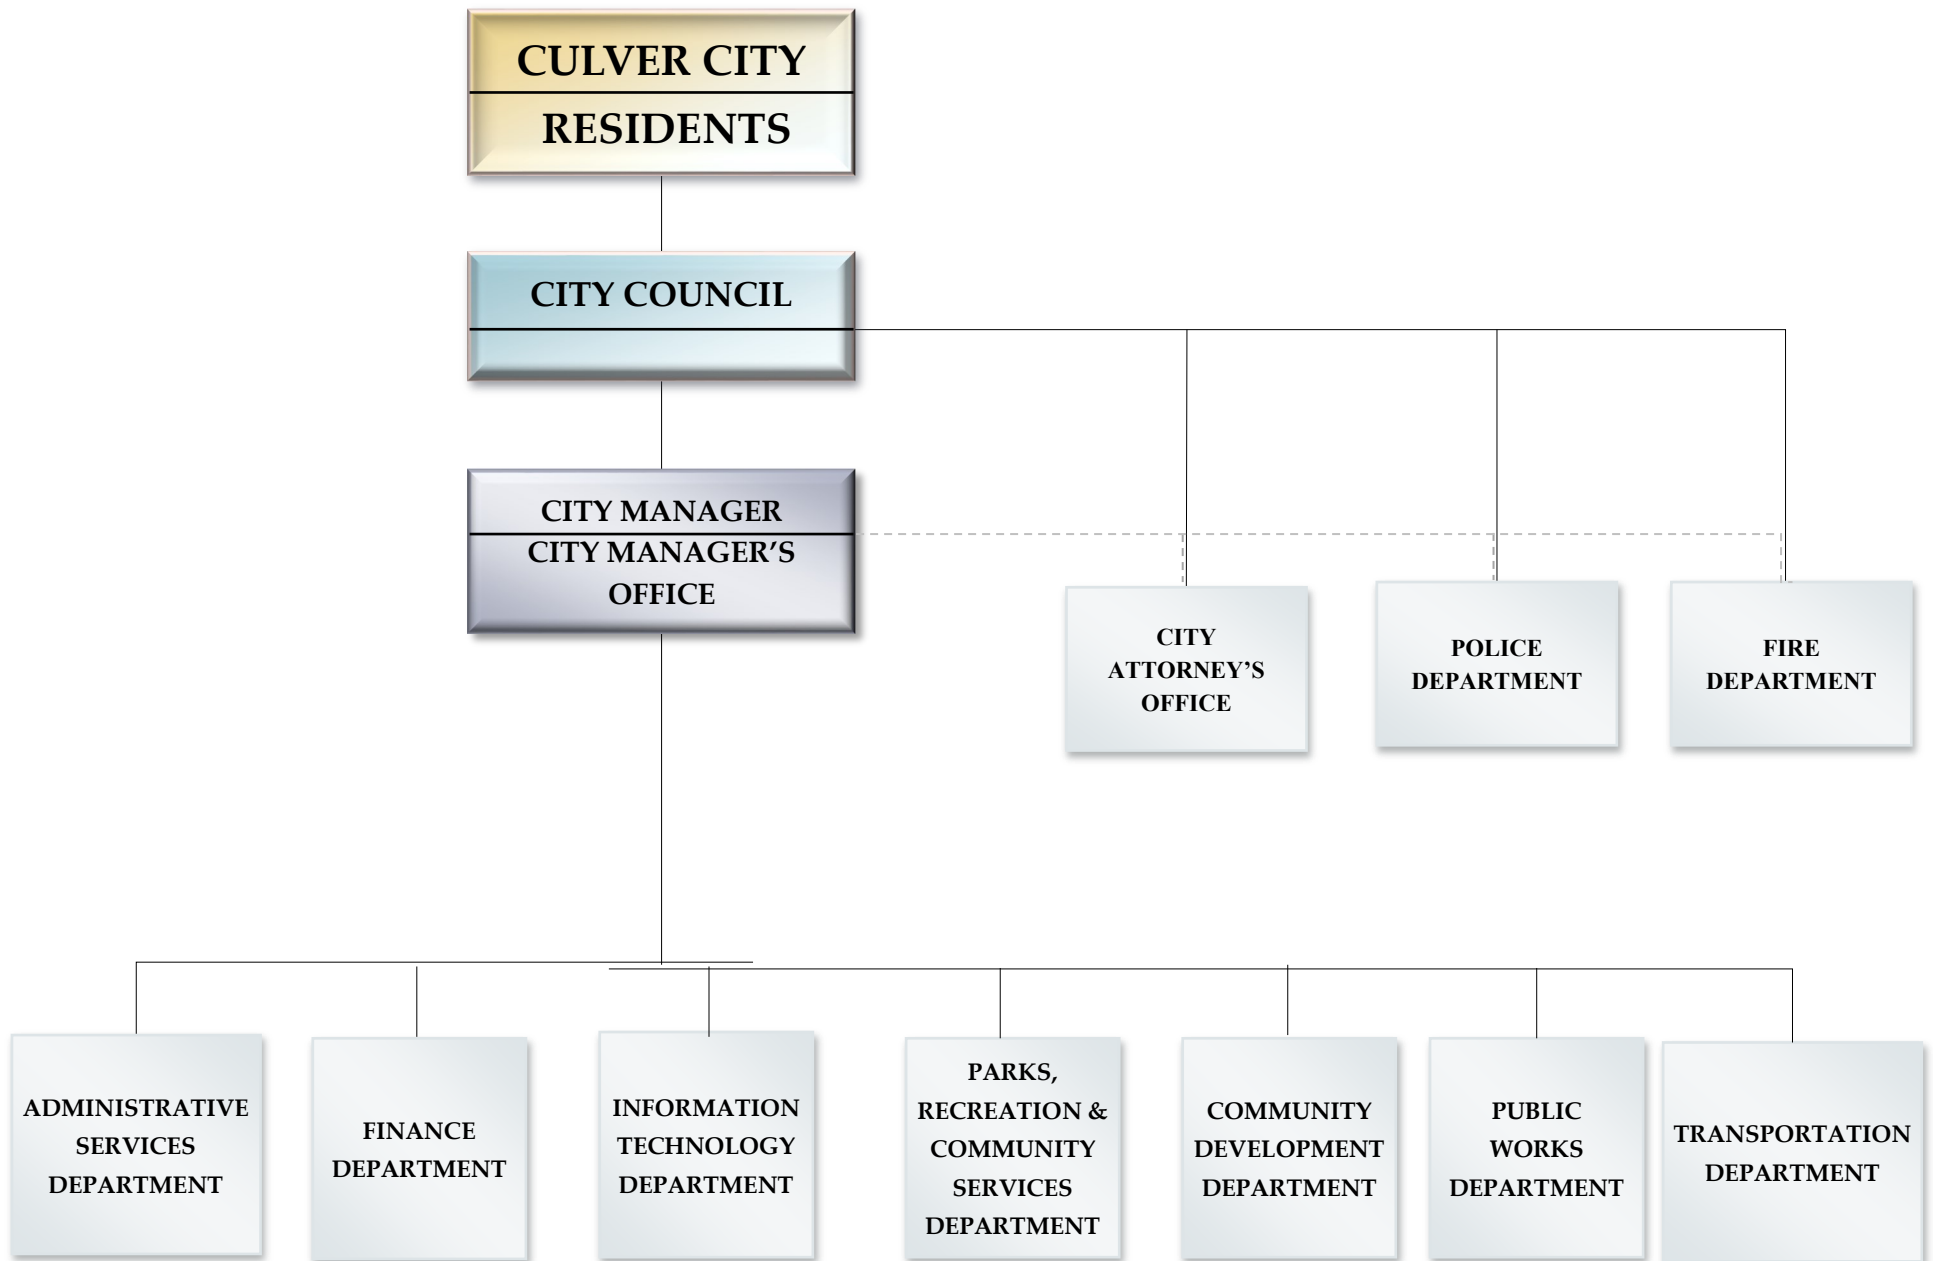 CULVER CITY
RESIDENTS
CITY COUNCIL
CITY MANAGER
CITY MANAGER’S
OFFICE
CITY
ATTORNEY’S
OFFICE
POLICE
DEPARTMENT
FIRE
DEPARTMENT
ADMINISTRATIVE
SERVICES
DEPARTMENT
FINANCE
DEPARTMENT
INFORMATION
TECHNOLOGY
DEPARTMENT
PARKS,
RECREATION &
COMMUNITY
SERVICES
DEPARTMENT
COMMUNITY
DEVELOPMENT
DEPARTMENT
PUBLIC
WORKS
DEPARTMENT
TRANSPORTATION
DEPARTMENT